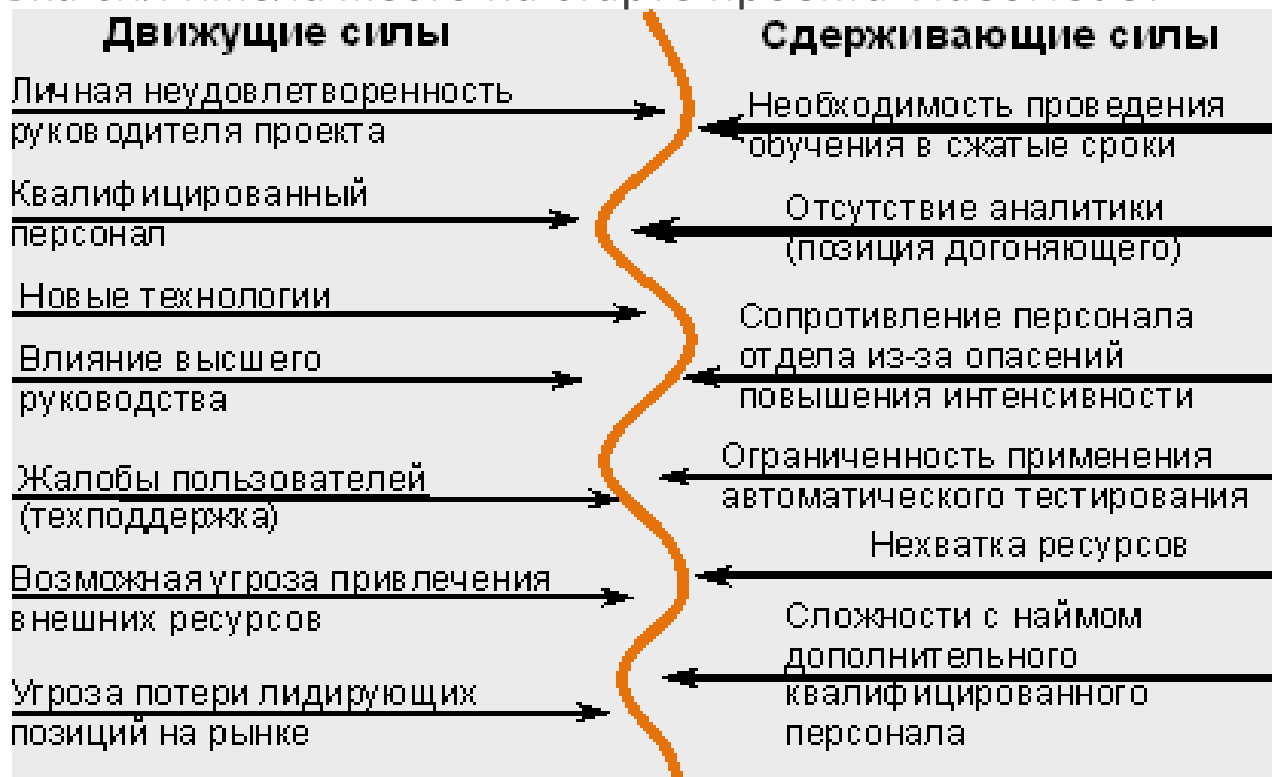 Движущие силы
Личная неудовлетворенность
руководителя проекта
Квалифицированный
персонал
Новые технологии
Влияние высшего
руководства
Жалобы пользователей
(техподдержка)
Возможная угроза привлечения
внешних ресурсов
Угроза потери лидирующих
позиций на рынке
Сдерживающие силы
Необходимость проведения
обучения в сжатые сроки
Отсутствие аналитики
(позиция догоняющего)
Сопротивление персонала
отдела из-за опасений
повышения интенсивности
Ограниченность применения
автоматического тестирования
Нехватка ресурсов
Сложности с наймом
дополнительного
квалифицированного
персонала